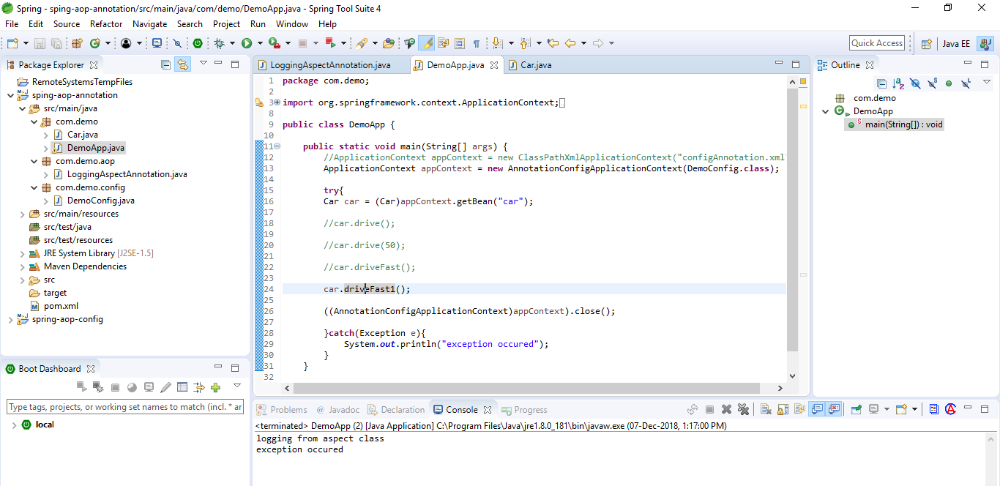 Spring - sping-aop-annotation/src/main/java/com/demo/DemoApp.java - Spring Tool Suite 4
File Edit Source Refactor Navigate Search Project Run Window Help
Quick Access
Java EE
Package Explorer
RemoteSystemsTempFiles
sping-aop-annotation
src/main/java
com.demo
Car.java
DemoApp.java
com.demo.aop
LoggingAspectAnnotation.java
com.demo.config
DemoConfig.java
src/main/resources
src/test/java
src/test/resources
JRE System Library [J2SE-1.5]
Maven Dependencies
src
target
pom.xml
spring-aop-config
Boot Dashboard
Type tags, projects, or working set names to match (incl. * ar
local
LoggingAspectAnnotation.java DemoApp.java Car.java
1 package com.demo;
2
3 import org.springframework.context.ApplicationContext;
8
9 public class DemoApp {
10
11 public static void main(String[] args) {
12 //ApplicationContext appContext = new ClassPathXmlApplicationContext("configAnnotation.xml"
13 ApplicationContext appContext = new AnnotationConfigApplicationContext(DemoConfig.class);
14
15 try{
16 Car car = (Car)appContext.getBean("car");
17
18 //car.drive();
19
20 //car.drive(50);
21
22 //car.driveFast();
23
24 car.driveFast1();
25
26 ((AnnotationConfigApplicationContext)appContext).close();
27
28 }catch(Exception e){
29 System.out.println("exception occured");
30 }
31 }
32
Outline
com.demo
DemoApp
main(String[]) : void
Problems @ Javadoc Declaration Console Progress
<terminated> DemoApp (2) [Java Application] C:\Program Files\Java\jre1.8.0_181\bin\javaw.exe (07-Dec-2018, 1:17:00 PM)
logging from aspect class
exception occured